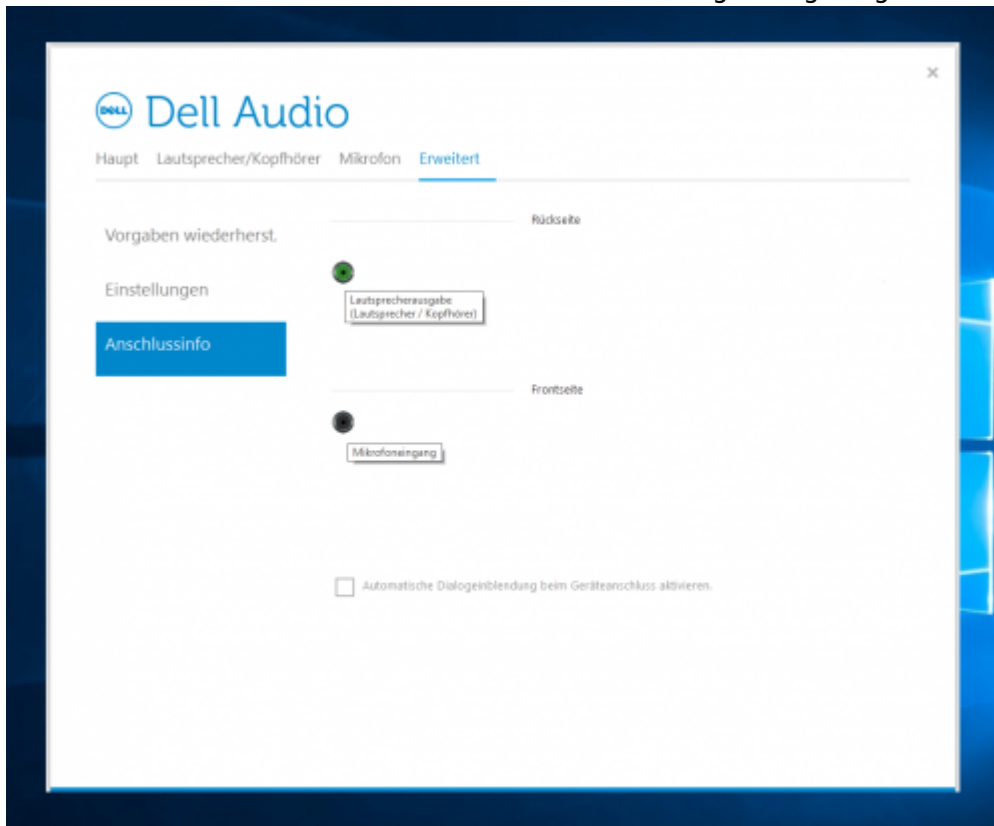 DELL Dell Audio
Haupt Lautsprecher/Kopfhörer Mikrofon Erweitert
Vorgaben wiederherst.
Einstellungen
Anschlussinfo
Rückseite
Lautsprecherausgabe
(Lautsprecher / Kopfhörer)
Frontseite
Mikrofoneingang
Automatische Dialogeinblendung beim Geräteanschluss aktivieren.